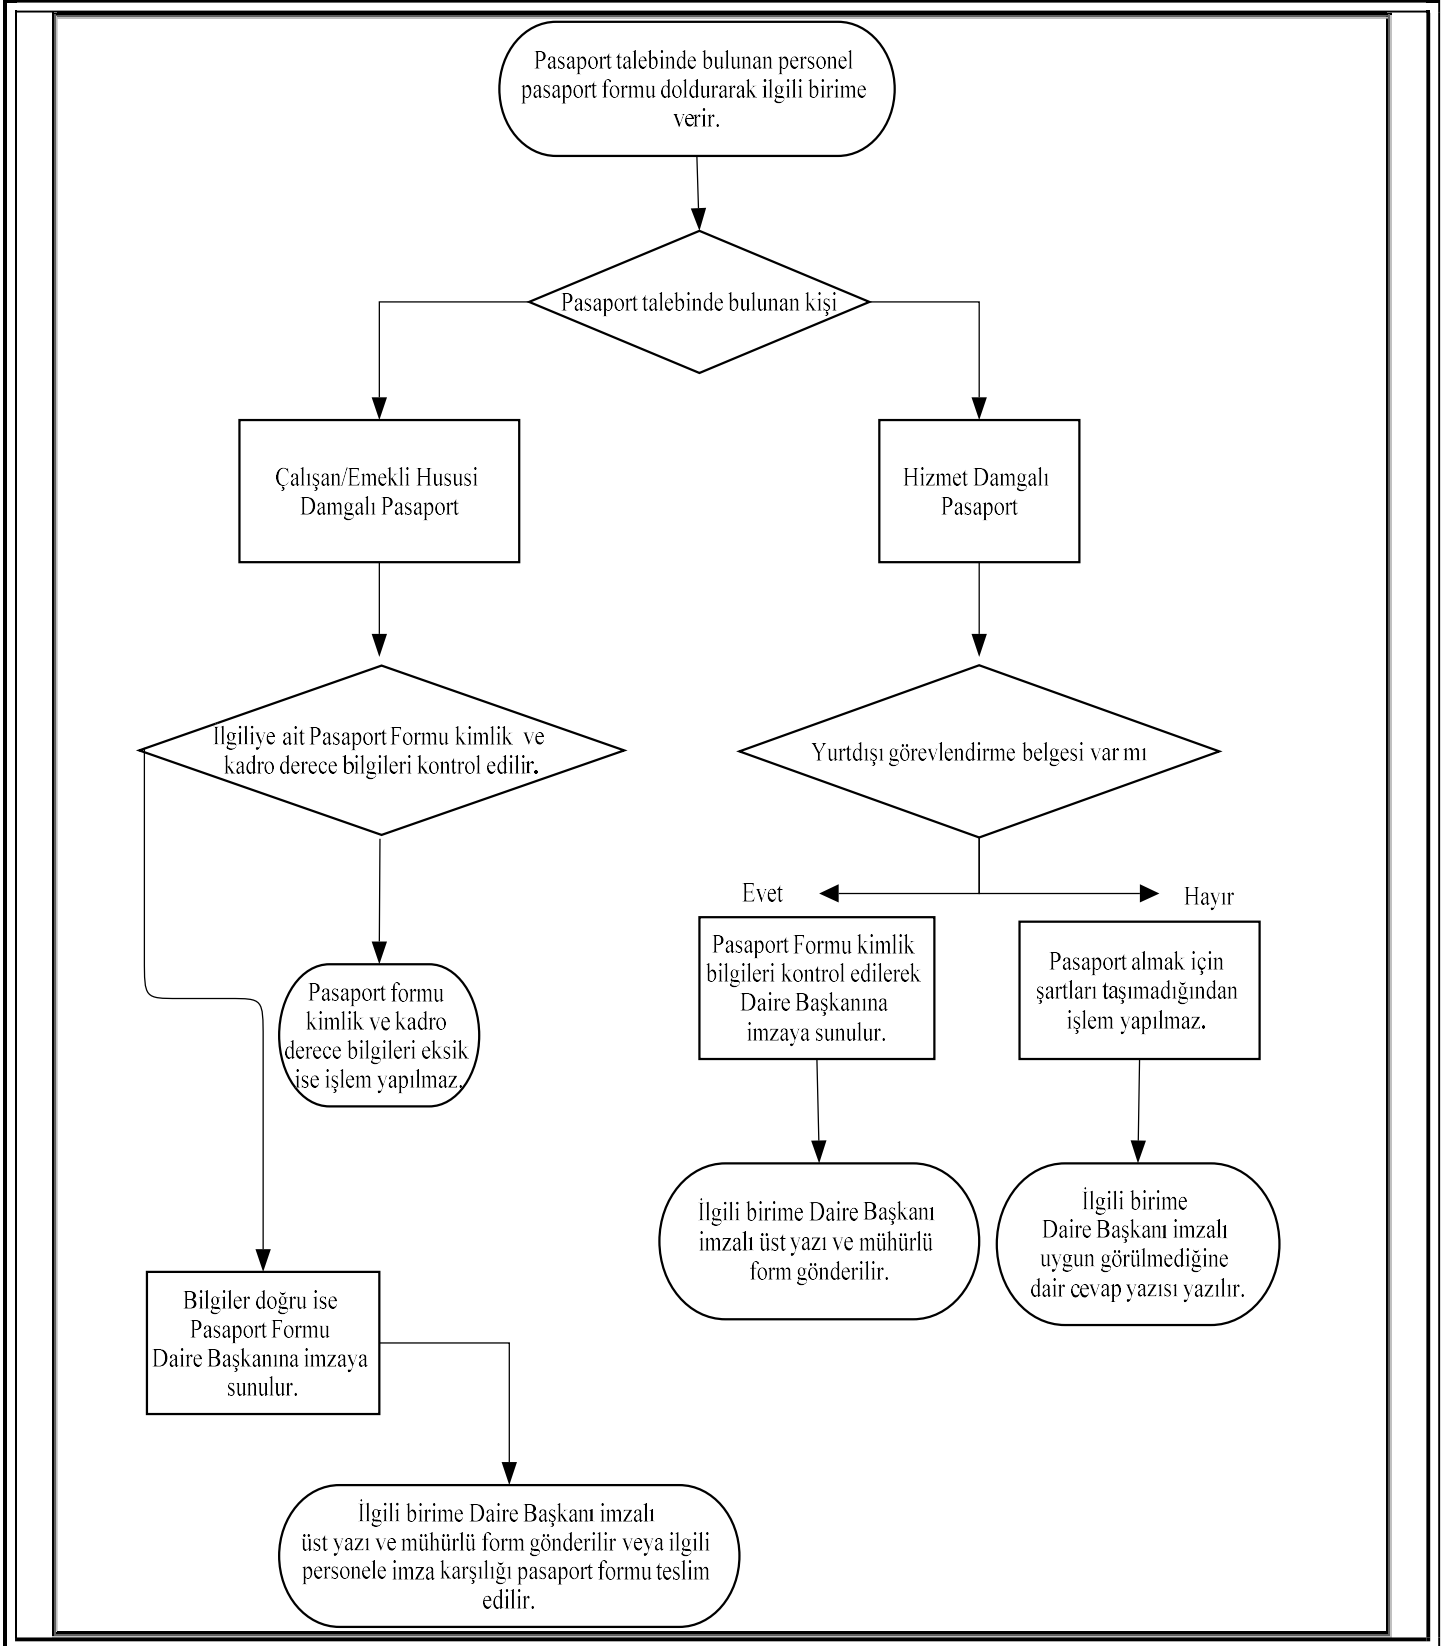 Pasaport talebinde bulunan personel
pasaport formu doldurarak ilgili birime
verir.
Pasaport talebinde bulunan kişi
Çalışan/Emekli Hususi
Damgalı Pasaport
Hizmet Damgalı
Pasaport
İlgiliye ait Pasaport Formu kimlik ve
kadro derece bilgileri kontrol edilir.
Yurtdışı görevlendirme belgesi var mı
Evet
Hayır
Pasaport Formu kimlik
bilgileri kontrol edilerek
Daire Başkanına
imzaya sunulur.
Pasaport almak için
şartları taşımadığından
işlem yapılmaz.
Pasaport formu
kimlik ve kadro
derece bilgileri eksik
ise işlem yapılmaz.
İlgili birime Daire Başkanı
imzalı üst yazı ve mühürlü
form gönderilir.
İlgili birime
Daire Başkanı imzalı
uygun görülmediğine
dair cevap yazısı yazılır.
Bilgiler doğru ise
Pasaport Formu
Daire Başkanına imzaya
sunulur.
İlgili birime Daire Başkanı imzalı
üst yazı ve mühürlü form gönderilir veya ilgili
personele imza karşılığı pasaport formu teslim
edilir.